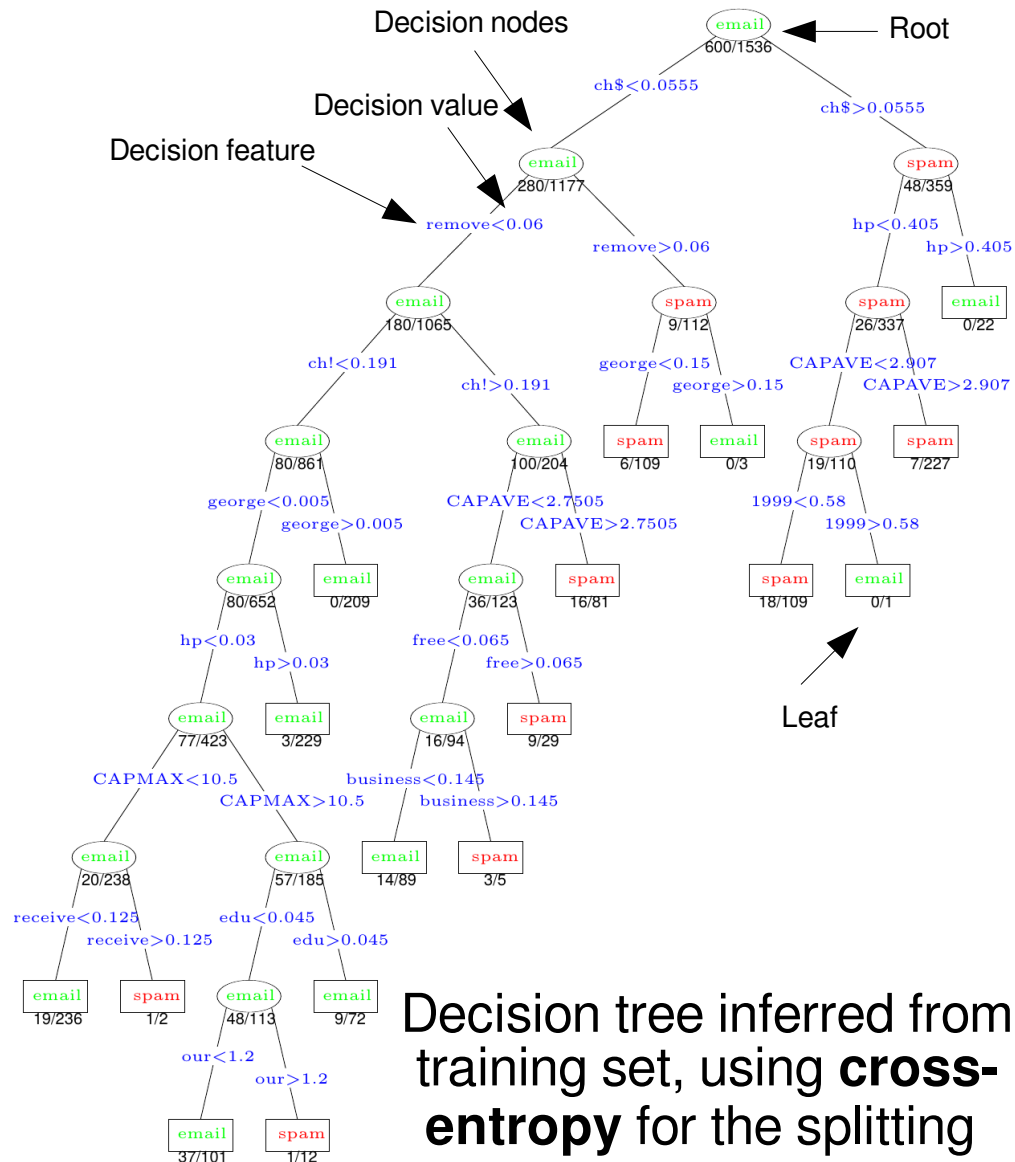 Decision nodes
email
600/1536
Root
ch$<0.0555
ch$>0.0555
Decision value
Decision feature
email
280/1177
spam
48/359
remove<0.06
remove>0.06
hp<0.405
hp>0.405
email
180/1065
spam
9/112
spam
26/337
email
0/22
ch!<0.191
ch!>0.191
george<0.15
george>0.15
CAPAVE<2.907
CAPAVE>2.907
email
80/861
email
100/204
spam
6/109
email
0/3
spam
19/110
spam
7/227
george<0.005
george>0.005
CAPAVE<2.7505
CAPAVE>2.7505
1999<0.58
1999>0.58
email
80/652
email
0/209
email
36/123
spam
16/81
spam
18/109
email
0/1
hp<0.03
hp>0.03
free<0.065
free>0.065
email
77/423
email
3/229
email
16/94
spam
9/29
Leaf
CAPMAX<10.5
CAPMAX>10.5
business<0.145
business>0.145
email
20/238
email
57/185
email
14/89
spam
3/5
receive<0.125
receive>0.125
edu<0.045
edu>0.045
email
19/236
spam
1/2
email
48/113
email
9/72
our<1.2
our>1.2
email
37/101
spam
1/12
Decision tree inferred from
training set, using cross-
entropy for the splitting